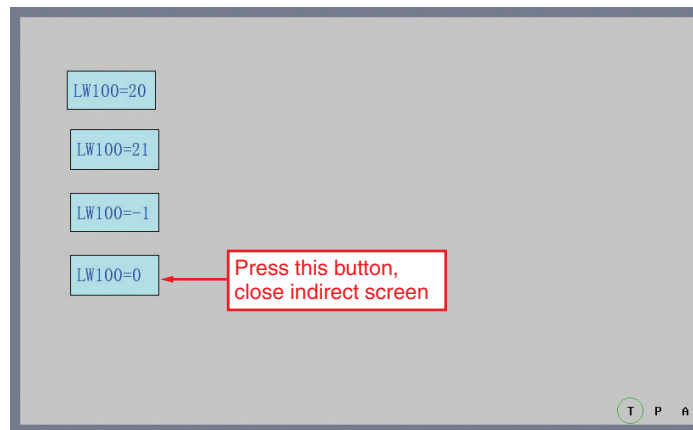 LW100=20
LW100=21
LW100=-1
LW100=0
Press this button,
close indirect screen
T P A